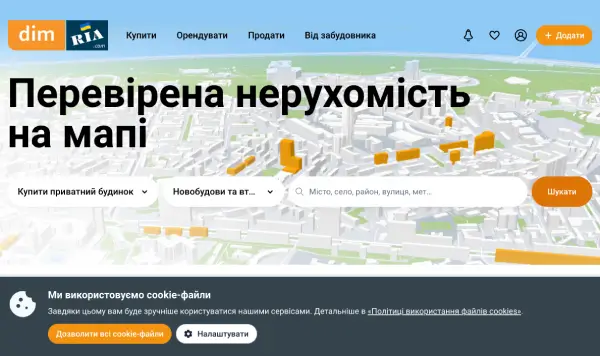 dim RIA .com
Купити Орендувати Продати Від забудовника + Додати
Перевірена нерухомість
на мапі
Купити приватний будинок Новобудови та вт... Місто, село, район, вулиця, мет... Шукати
Ми використовуємо cookie-файли
Завдяки цьому вам буде зручніше користуватися нашими сервісами. Детальніше в «Політиці використання файлів cookies».
Дозволити всі cookie-файли Налаштувати